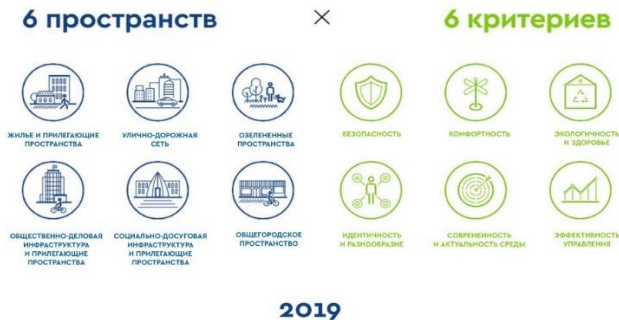 6 пространств
×
6 критериев
ЖИЛЬЕ И ПРИЛЕГАЮЩИЕ
ПРОСТРАНСТВА
УЛИЧНО-ДОРОЖНАЯ
СЕТЬ
ОЗЕЛЕНЕННЫЕ
ПРОСТРАНСТВА
БЕЗОПАСНОСТЬ
КОМФОРТНОСТЬ
ЭКОЛОГИЧНОСТЬ
И ЗДОРОВЬЕ
ОБЩЕСТВЕННО-ДЕЛОВАЯ
ИНФРАСТРУКТУРА
И ПРИЛЕГАЮЩИЕ
ПРОСТРАНСТВА
СОЦИАЛЬНО-ДОСУГОВАЯ
ИНФРАСТРУКТУРА
И ПРИЛЕГАЮЩИЕ
ПРОСТРАНСТВА
ОБЩЕГОРОДСКОЕ
ПРОСТРАНСТВО
ИДЕНТИЧНОСТЬ
И РАЗНООБРАЗИЕ
СОВРЕМЕННОСТЬ
И АКТУАЛЬНОСТЬ СРЕДЫ
ЭФФЕКТИВНОСТЬ
УПРАВЛЕНИЯ
2019